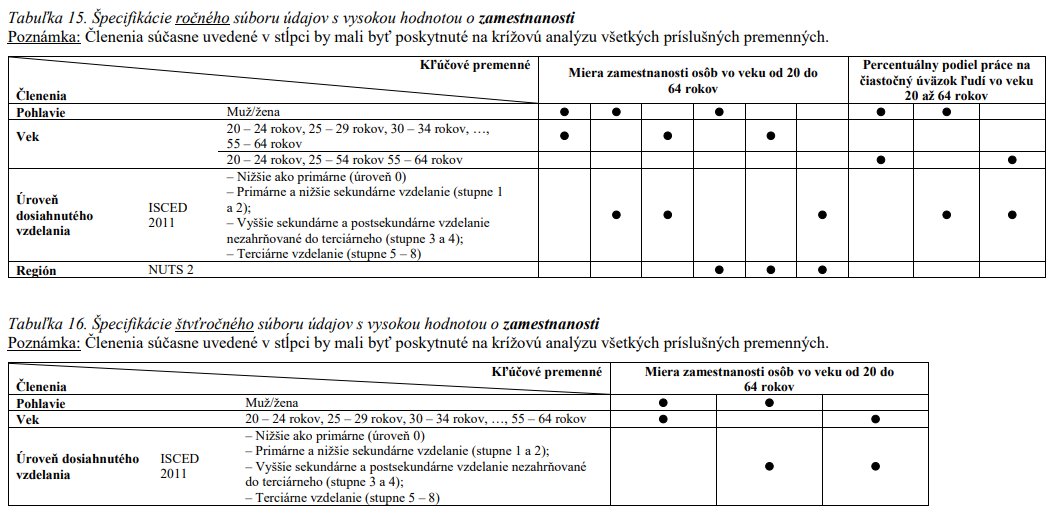 Tabuľka 15. Špecifikácie ročného súboru údajov s vysokou hodnotou o zamestnanosti
Poznámka: Členenia súčasne uvedené v stĺpci by mali byť poskytnuté na krížovú analýzu všetkých príslušných premenných.
Kľúčové premenné
Členenia
Miera zamestnanosti osôb vo veku od 20 do
64 rokov
Percentuálny podiel práce na
čiastočný úväzok ľudí vo veku
20 až 64 rokov
Pohlavie Muž/žena ● ● ● ● ●
Vek 20 – 24 rokov, 25 – 29 rokov, 30 – 34 rokov, …,
55 – 64 rokov ● ● ●
20 – 24 rokov, 25 – 54 rokov 55 – 64 rokov ● ●
Úroveň
dosiahnutého
vzdelania
ISCED
2011
– Nižšie ako primárne (úroveň 0)
– Primárne a nižšie sekundárne vzdelanie (stupne 1
a 2);
– Vyššie sekundárne a postsekundárne vzdelanie
nezahrňované do terciárneho (stupne 3 a 4);
– Terciárne vzdelanie (stupne 5 – 8)
● ● ● ● ●
Región NUTS 2 ● ● ●
Tabuľka 16. Špecifikácie štvťročného súboru údajov s vysokou hodnotou o zamestnanosti
Poznámka: Členenia súčasne uvedené v stĺpci by mali byť poskytnuté na krížovú analýzu všetkých príslušných premenných.
Kľúčové premenné
Členenia
Miera zamestnanosti osôb vo veku od 20 do
64 rokov
Pohlavie Muž/žena ● ●
Vek 20 – 24 rokov, 25 – 29 rokov, 30 – 34 rokov, …, 55 – 64 rokov ● ●
Úroveň dosiahnutého
vzdelania
ISCED
2011
– Nižšie ako primárne (úroveň 0)
– Primárne a nižšie sekundárne vzdelanie (stupne 1 a 2);
– Vyššie sekundárne a postsekundárne vzdelanie nezahrňované
do terciárneho (stupne 3 a 4);
– Terciárne vzdelanie (stupne 5 – 8)
● ●